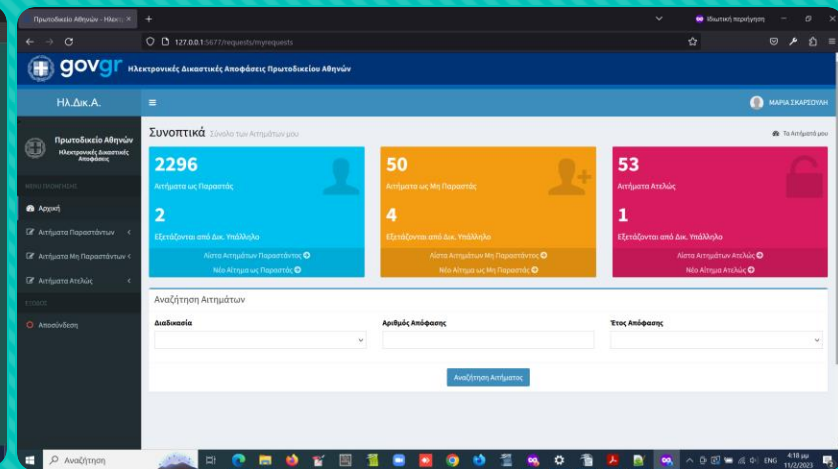 Πρωτοδικείο Αθηνών - Ηλεκτρ
Ιδιωτική περιήγηση
127.0.0.1:5677/requests/myrequests
govgr Ηλεκτρονικές Δικαστικές Αποφάσεις Πρωτοδικείου Αθηνών
Ηλ.Δικ.Α.
ΜΑΡΙΑ ΣΚΑΡΣΟΥΛΗ
Πρωτοδικείο Αθηνών
Ηλεκτρονικές Δικαστικές
Αποφάσεις
ΜΕΝΟΥ ΠΛΟΗΓΗΣΗΣ
Αρχική
Αιτήματα Παραστάντων
Αιτήματα Μη Παραστάντων
Αιτήματα Ατελώς
ΕΞΟΔΟΣ
Αποσύνδεση
Συνοπτικά Σύνολο των Αιτημάτων μου
Τα Αιτήματά μου
2296
Αιτήματα ως Παραστάς
2
Εξετάζονται από Δικ. Υπάλληλο
Λίστα Αιτημάτων Παραστάντος
Νέο Αίτημα ως Παραστάς
50
Αιτήματα ως Μη Παραστάς
4
Εξετάζονται από Δικ. Υπάλληλο
Λίστα Αιτημάτων Μη Παραστάντος
Νέο Αίτημα ως Μη Παραστάς
53
Αιτήματα Ατελώς
1
Εξετάζονται από Δικ. Υπάλληλο
Λίστα Αιτημάτων Ατελώς
Νέο Αίτημα Ατελώς
Αναζήτηση Αιτημάτων
Διαδικασία
Αριθμός Απόφασης
Έτος Απόφασης
Αναζήτηση Αιτήματος
Αναζήτηση
ENG
4:18 μμ
11/2/2023